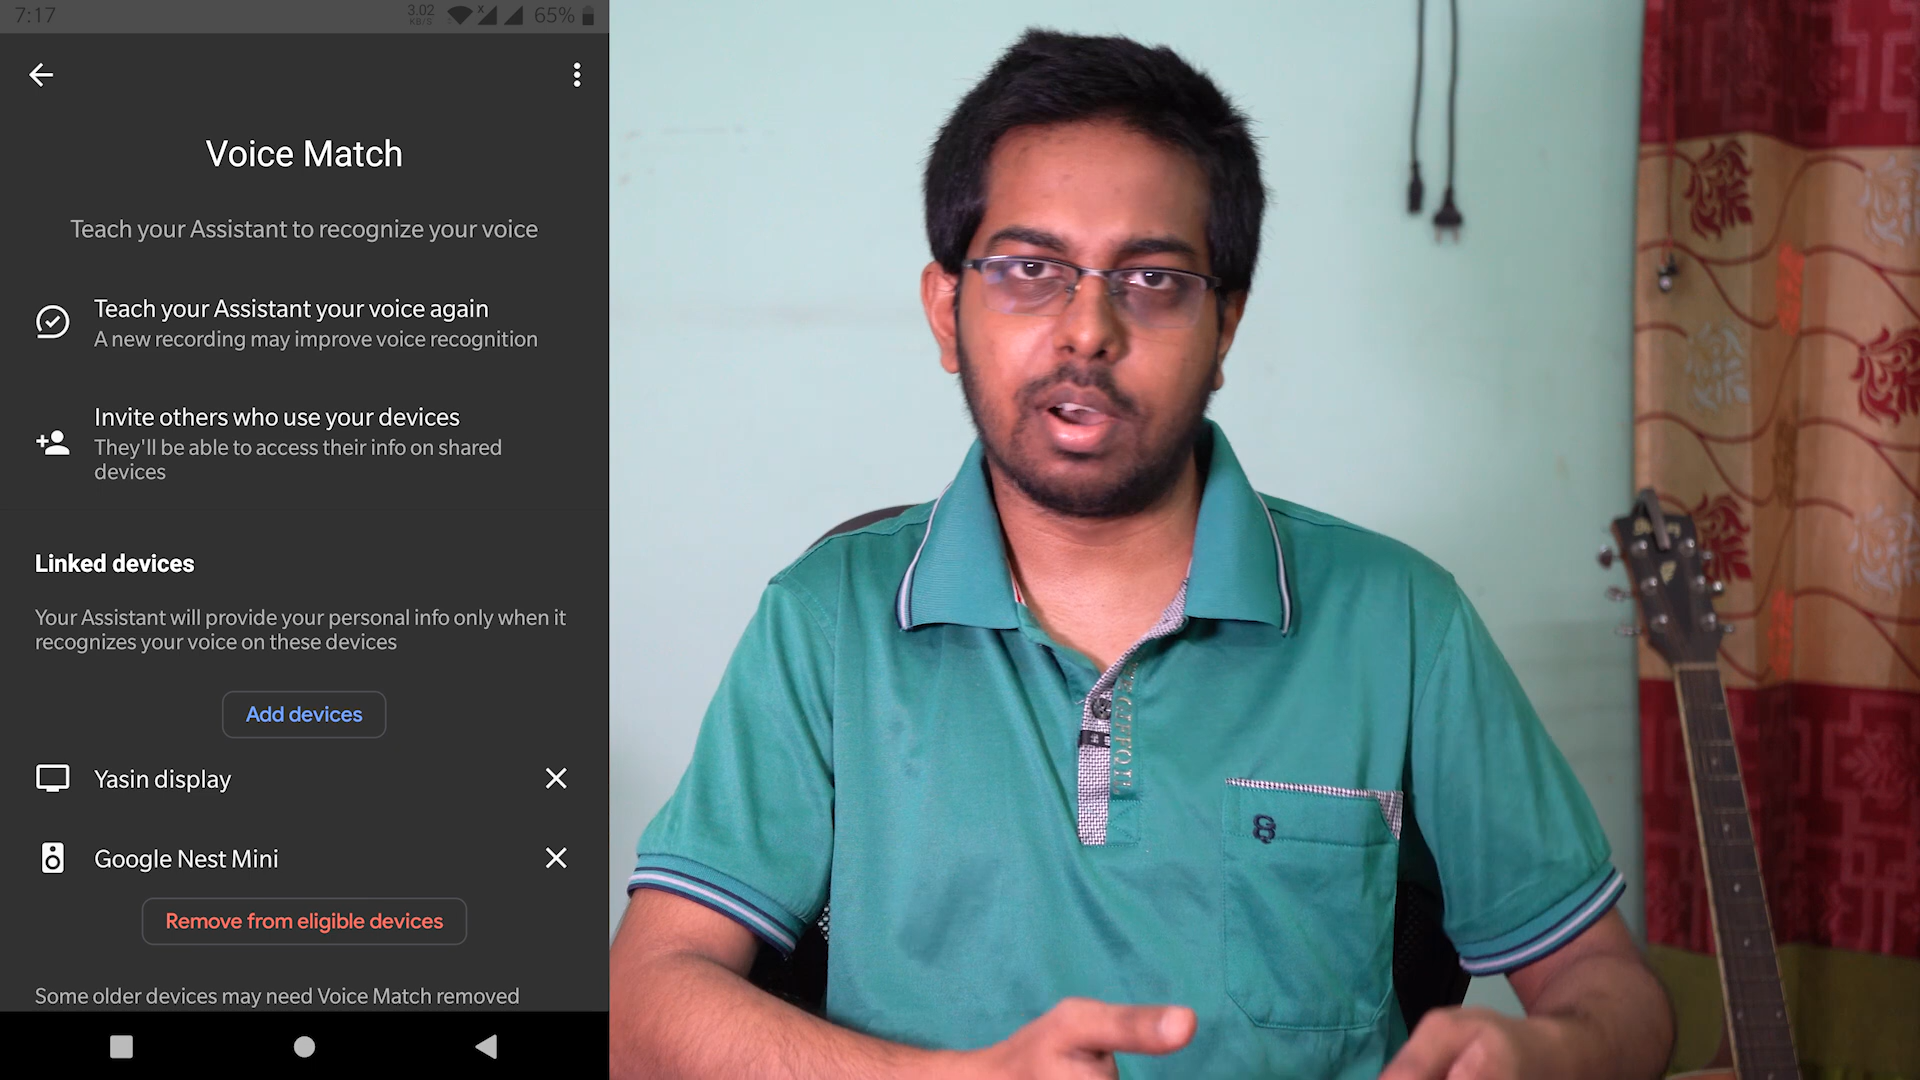 7:17
3.02
KB/S
65%
Voice Match
Teach your Assistant to recognize your voice
Teach your Assistant your voice again
A new recording may improve voice recognition
Invite others who use your devices
They'll be able to access their info on shared
devices
Linked devices
Your Assistant will provide your personal info only when it
recognizes your voice on these devices
Add devices
Yasin display
Google Nest Mini
Remove from eligible devices
Some older devices may need Voice Match removed